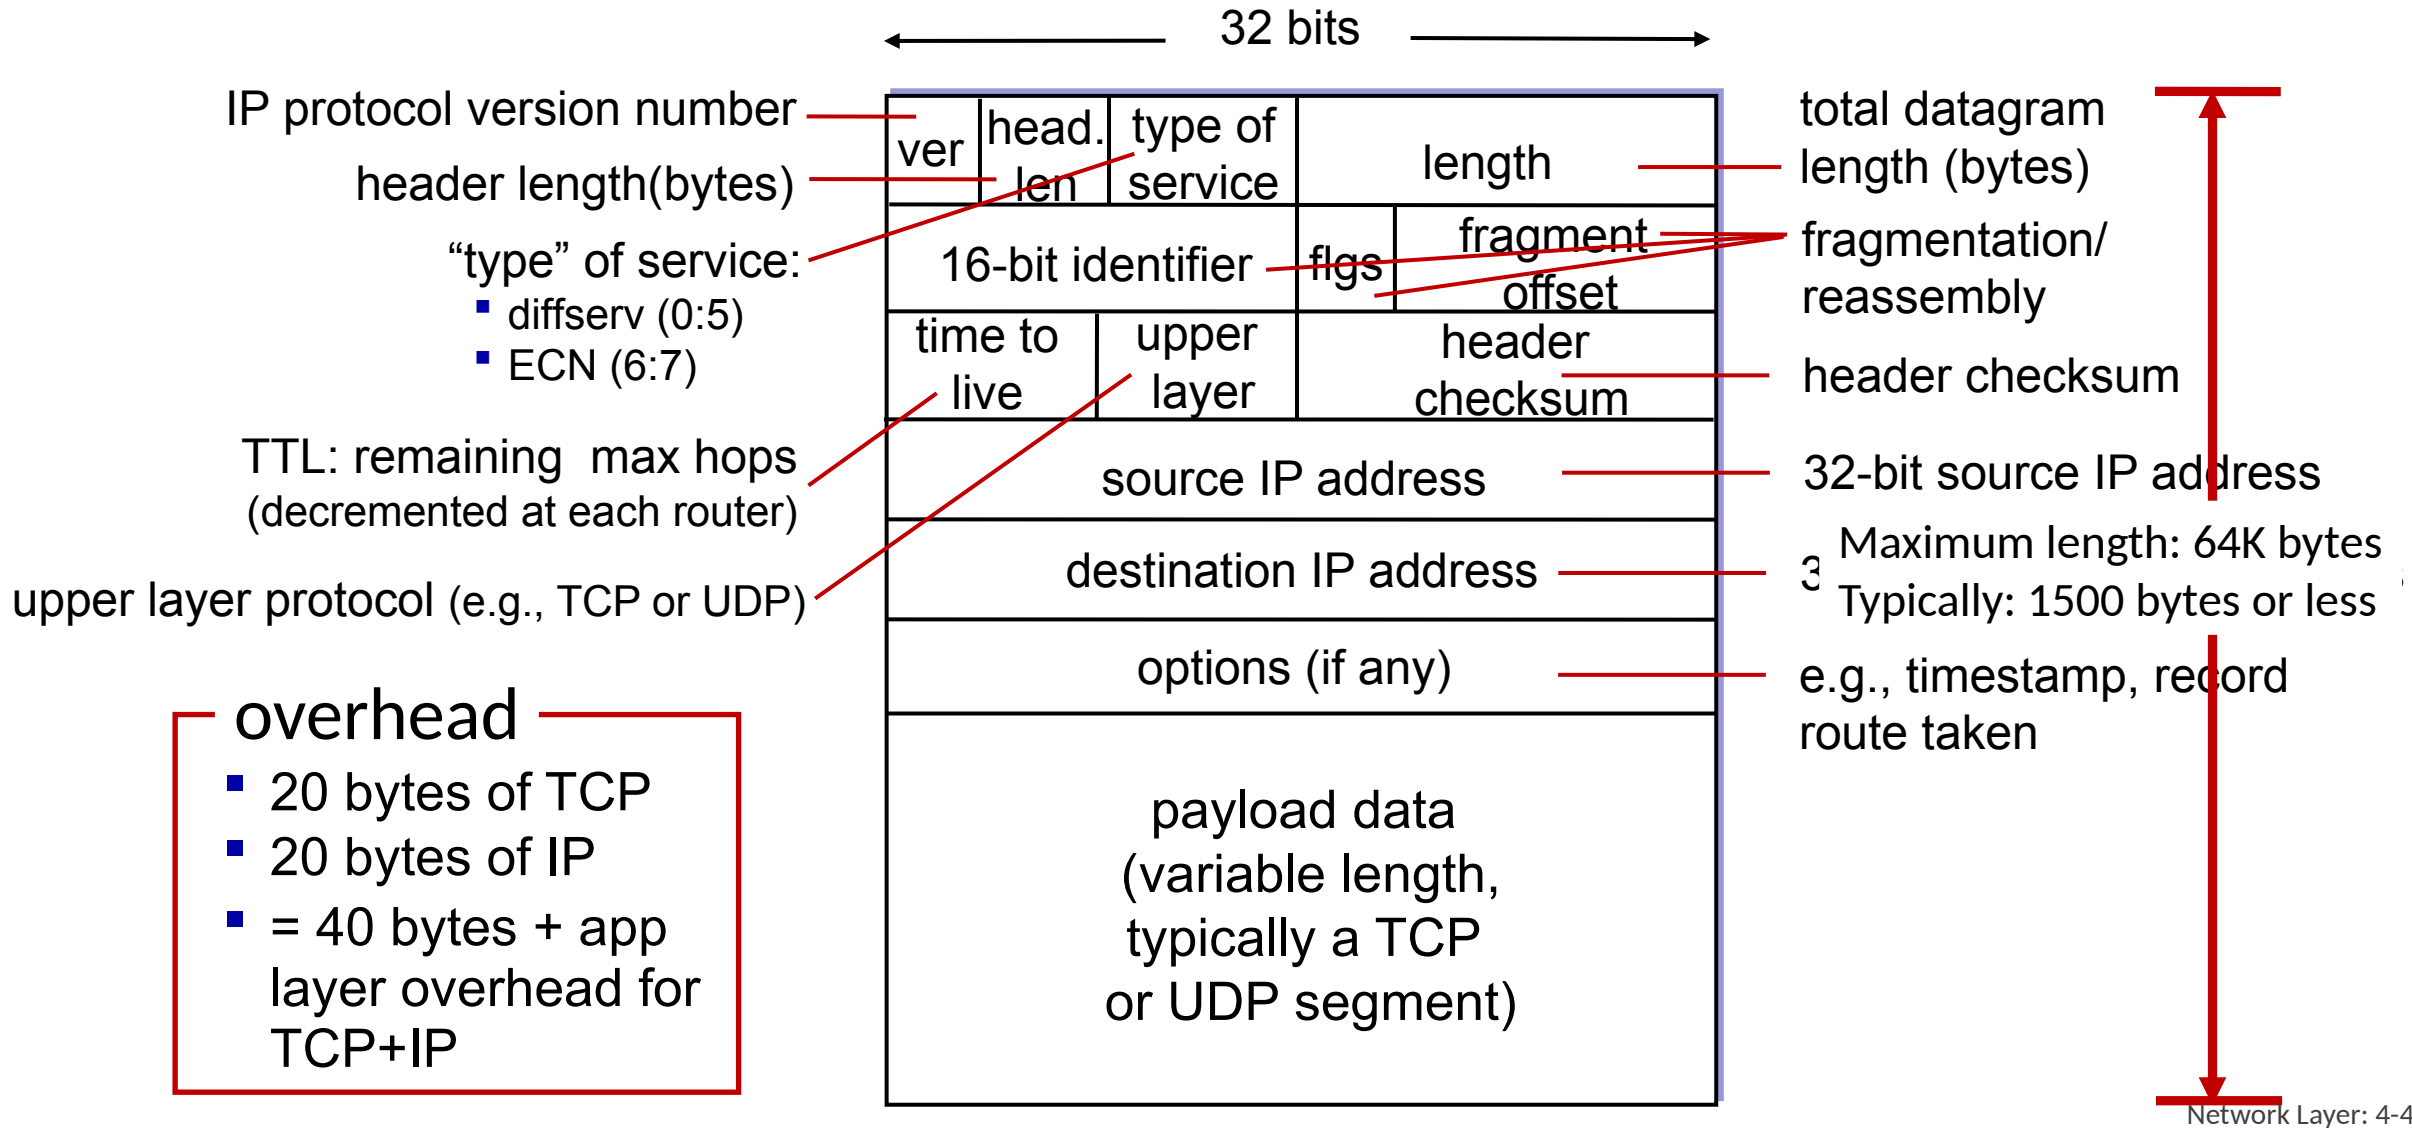 32 bits
IP protocol version number
header length(bytes)
“type” of service:
diffserv (0:5)
ECN (6:7)
TTL: remaining max hops
(decremented at each router)
upper layer protocol (e.g., TCP or UDP)
overhead
20 bytes of TCP
20 bytes of IP
= 40 bytes + app
layer overhead for
TCP+IP
ver
head.
len
type of
service
length
16-bit identifier
flgs
fragment
offset
time to
live
upper
layer
header
checksum
source IP address
destination IP address
options (if any)
payload data
(variable length,
typically a TCP
or UDP segment)
total datagram
length (bytes)
fragmentation/
reassembly
header checksum
32-bit source IP address
Maximum length: 64K bytes
Typically: 1500 bytes or less
e.g., timestamp, record
route taken
Network Layer: 4-4